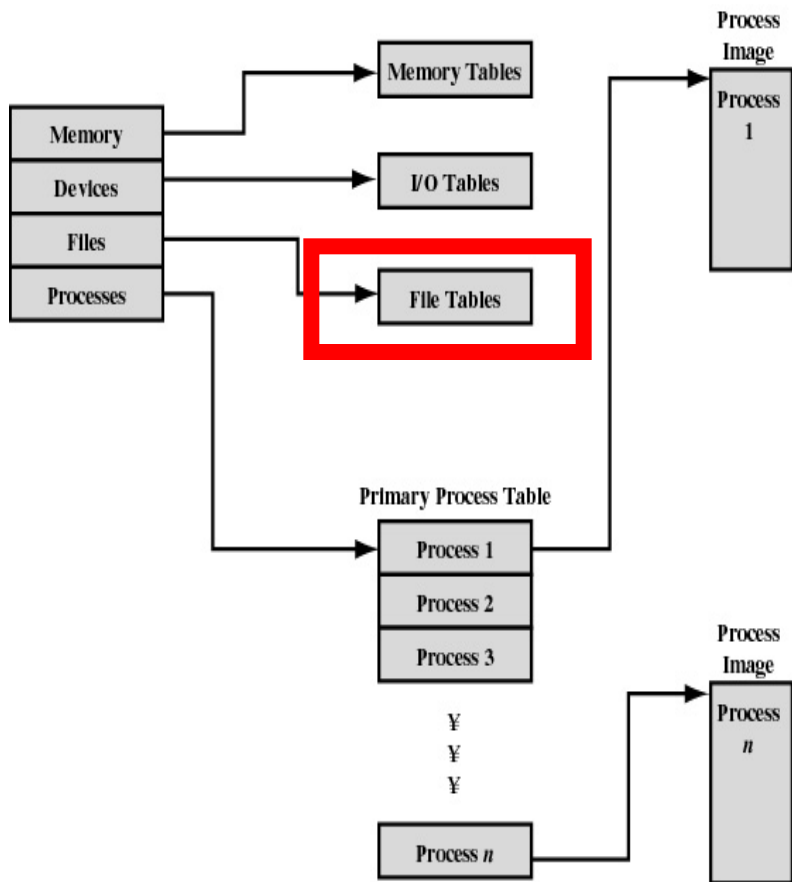 Process
Image
Memory Tables
Process
1
Memory
Devices
I/O Tables
Files
Processes
File Tables
Primary Process Table
Process 1
Process 2
Process 3
Process
Image
Process
n
¥
¥
¥
Process n